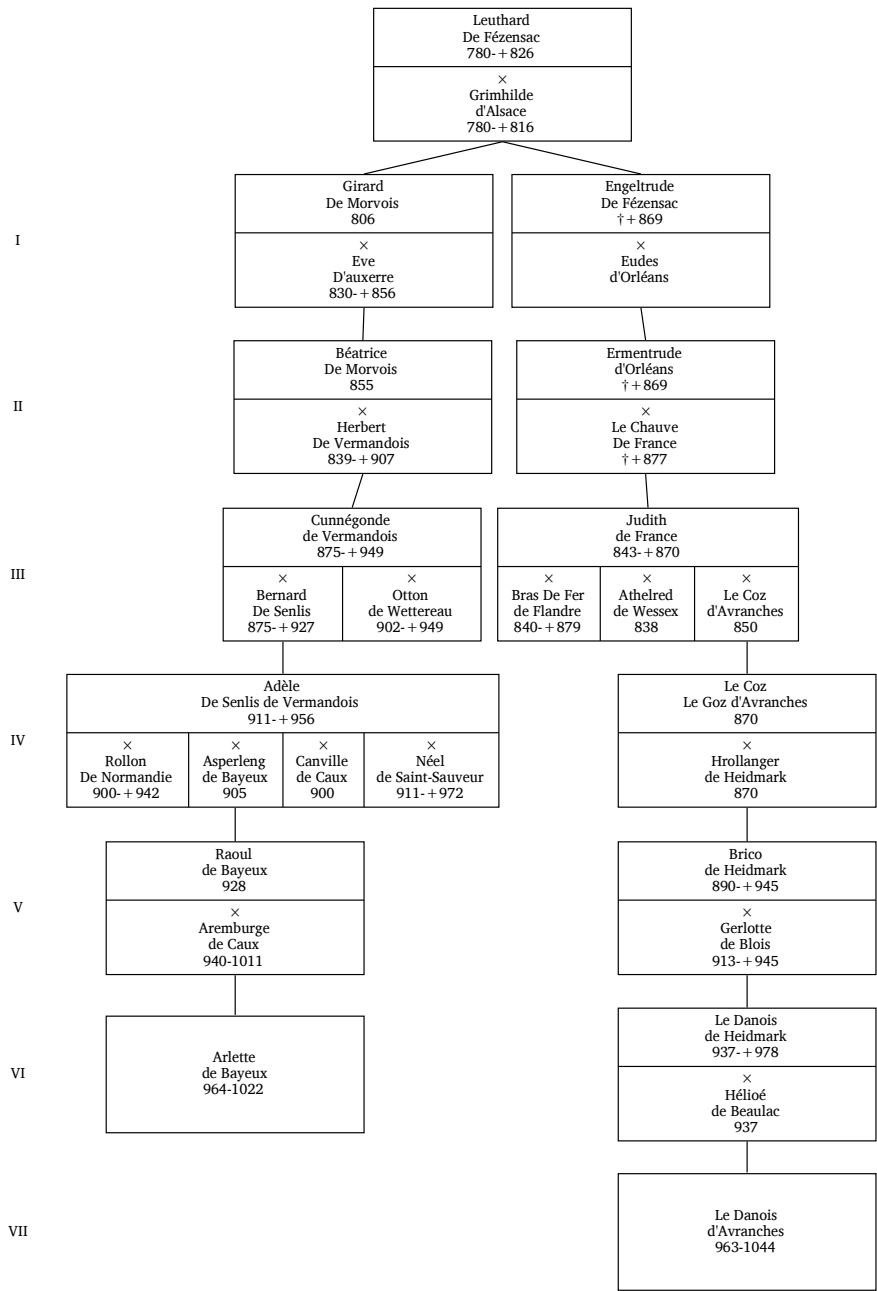 Leuthard
De Fézensac
780-+826
×
Grimhilde
d'Alsace
780-+816
I
Girard
De Morvois
806
×
Eve
D'auxerre
830-+856
Engeltrude
De Fézensac
†+869
×
Eudes
d'Orléans
II
Béatrice
De Morvois
855
×
Herbert
De Vermandois
839-+907
Ermentrude
d'Orléans
†+869
×
Le Chauve
De France
†+877
III
Cunnégonde
de Vermandois
875-+949
×
Bernard
De Senlis
875-+927
×
Otton
de Wettereau
902-+949
Judith
de France
843-+870
×
Bras De Fer
de Flandre
840-+879
×
Athelred
de Wessex
838
×
Le Coz
d'Avranches
850
IV
Adèle
De Senlis de Vermandois
911-+956
×
Rollon
De Normandie
900-+942
×
Asperleng
de Bayeux
905
×
Canville
de Caux
900
×
Néel
de Saint-Sauveur
911-+972
Le Coz
Le Goz d'Avranches
870
×
Hrollanger
de Heidmark
870
V
Raoul
de Bayeux
928
×
Aremburge
de Caux
940-1011
Brico
de Heidmark
890-+945
×
Gerlotte
de Blois
913-+945
VI
Arlette
de Bayeux
964-1022
Le Danois
de Heidmark
937-+978
×
Hélioé
de Beaulac
937
VII
Le Danois
d'Avranches
963-1044